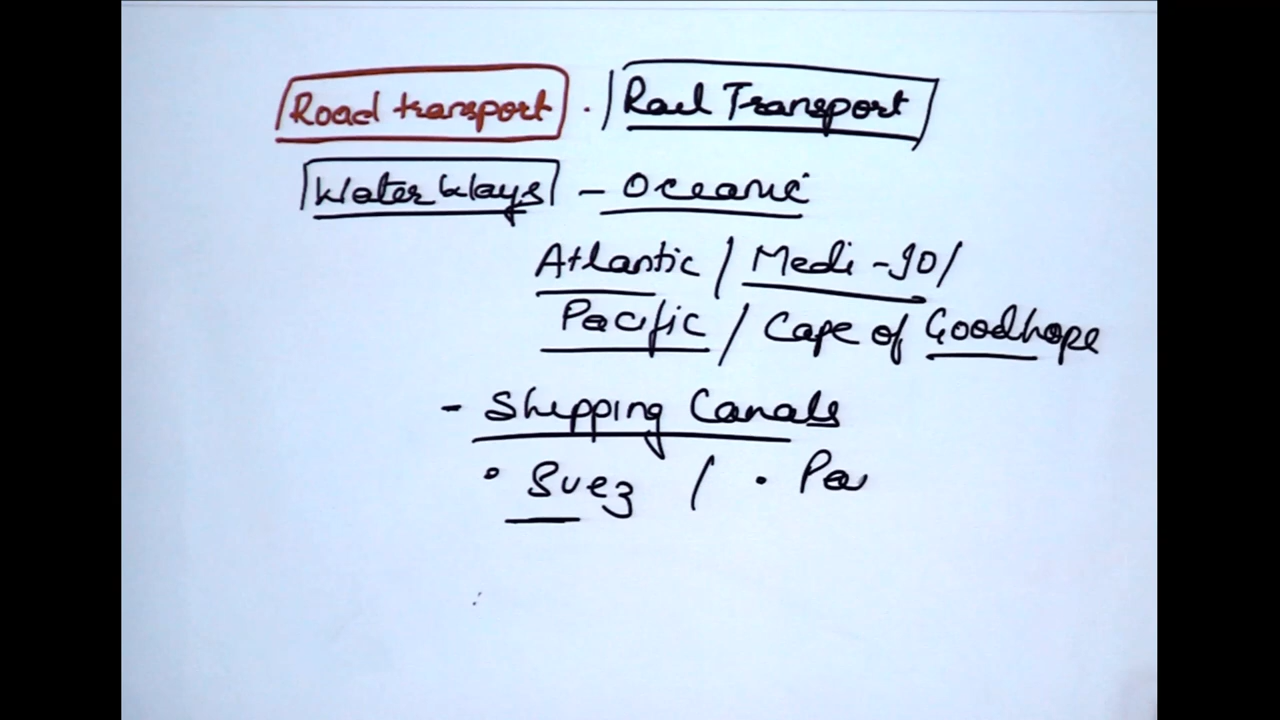 Road transport . Rail Transport
Water Ways - Oceanic
Atlantic / Medi - IO /
Pacific / Cape of Goodhope
- Shipping Canals
• Suez / • Pa